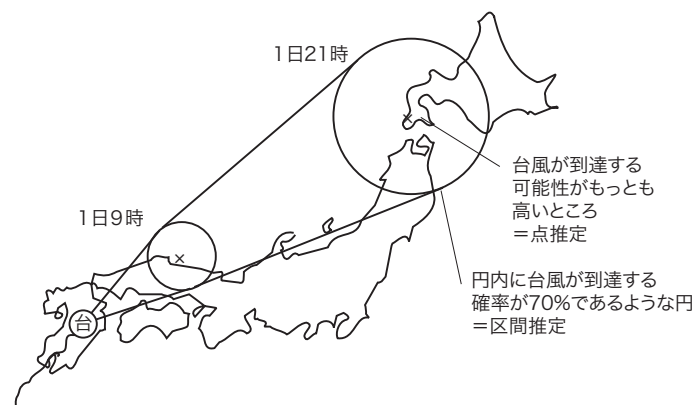 1日21時
台風が到達する
可能性がもっとも
高いところ
＝点推定
1日9時
円内に台風が到達する
確率が70%であるような円
＝区間推定
台